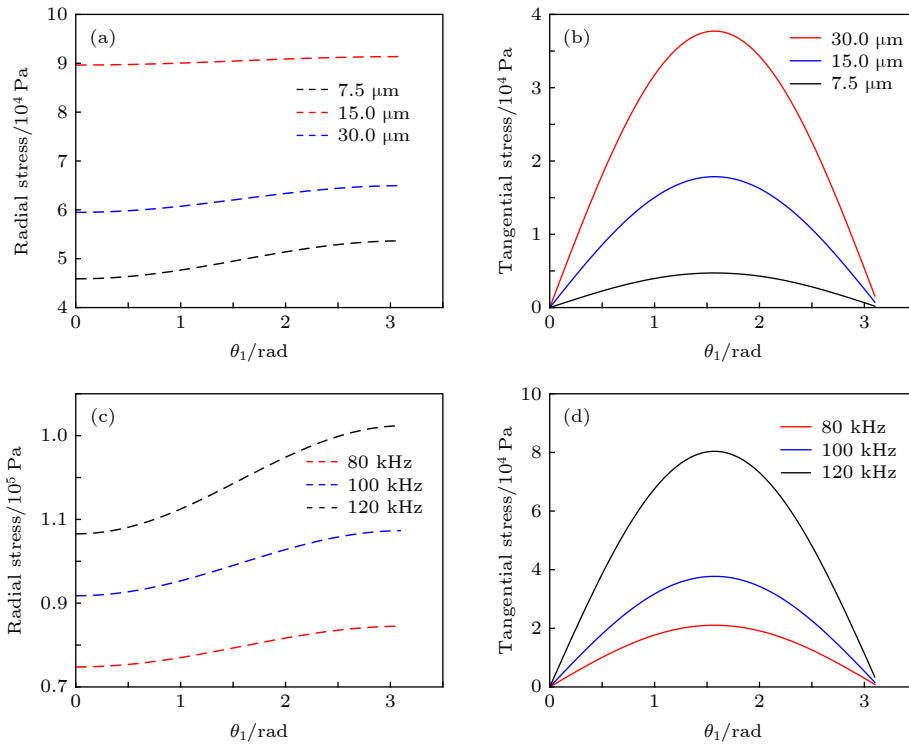 (a)
Radial stress/10⁴ Pa
10
9
8
7
6
5
4
7.5 μm
15.0 μm
30.0 μm
0
1
2
3
θ₁/rad
(b)
Tangential stress/10⁴ Pa
4
3
2
1
0
30.0 μm
15.0 μm
7.5 μm
0
1
2
3
θ₁/rad
(c)
Radial stress/10⁵ Pa
1.0
1.1
0.9
0.7
80 kHz
100 kHz
120 kHz
0
1
2
3
θ₁/rad
(d)
Tangential stress/10⁴ Pa
10
8
6
4
2
0
80 kHz
100 kHz
120 kHz
0
1
2
3
θ₁/rad